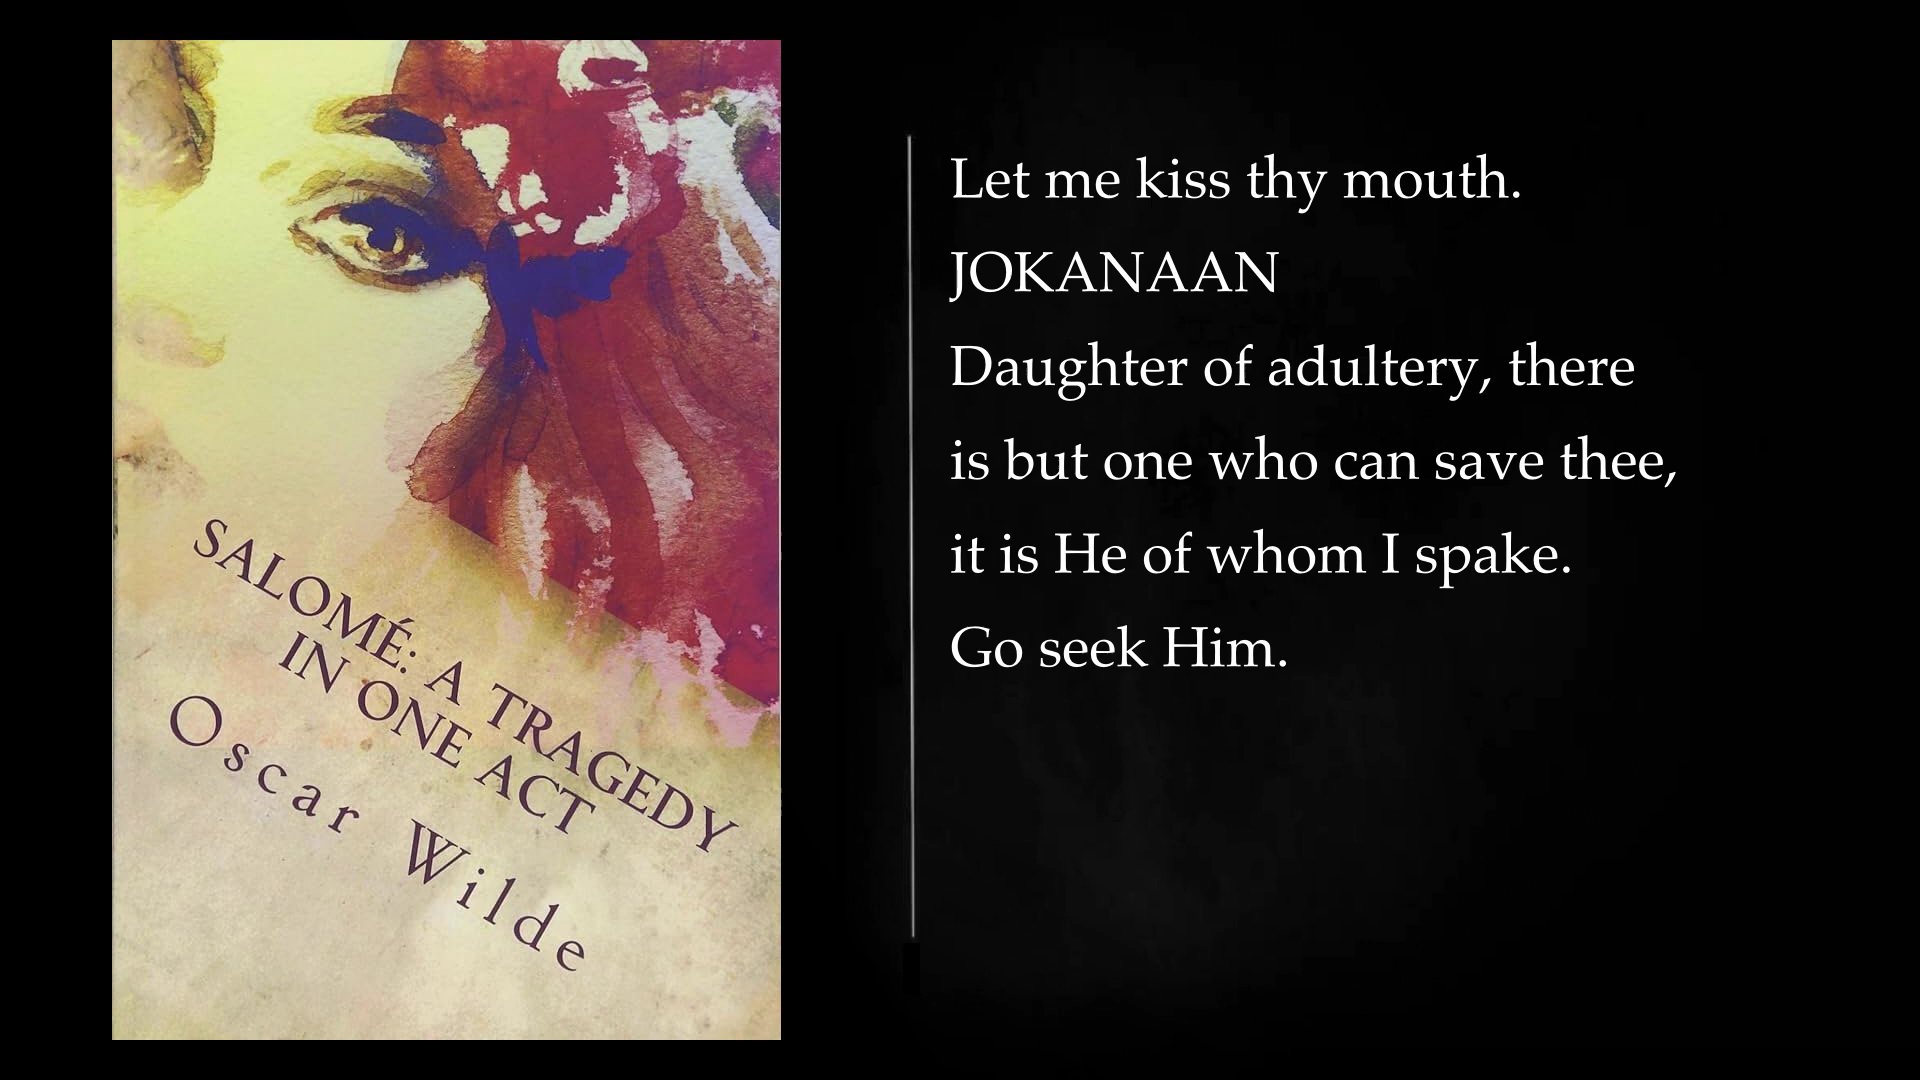 SALOMÉ: A TRAGEDY
IN ONE ACT
Oscar Wilde
Let me kiss thy mouth.
JOKANAAN
Daughter of adultery, there
is but one who can save thee,
it is He of whom I spake.
Go seek Him.